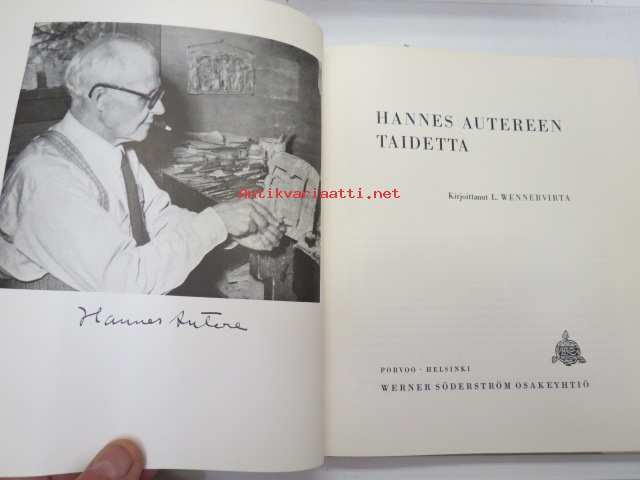 Hannes Autere
HANNES AUTEREEN
TAIDETTA
Kirjoittanut L. WENNERVIRTA
PORVOO · HELSINKI
WERNER SÖDERSTRÖM OSAKEYHTIÖ
Antikvariaatti.net